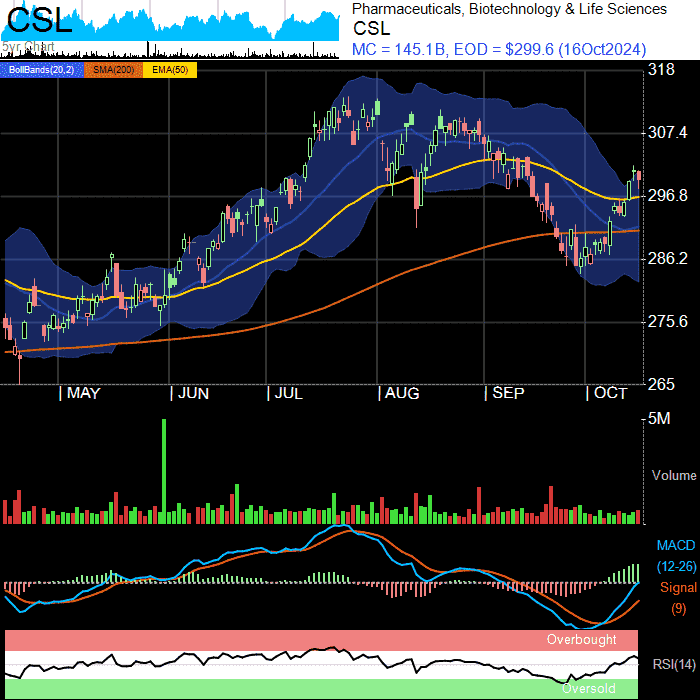 CSL
5yr Chart
Pharmaceuticals, Biotechnology & Life Sciences
CSL
MC = 145.1B, EOD = $299.6 (16Oct2024)
BollBands(20,2) SMA(200) EMA(50)
318
307.4
296.8
286.2
275.6
265
MAY JUN JUL AUG SEP OCT
5M
Volume
MACD
(12-26)
Signal
(9)
Overbought
RSI(14)
Oversold